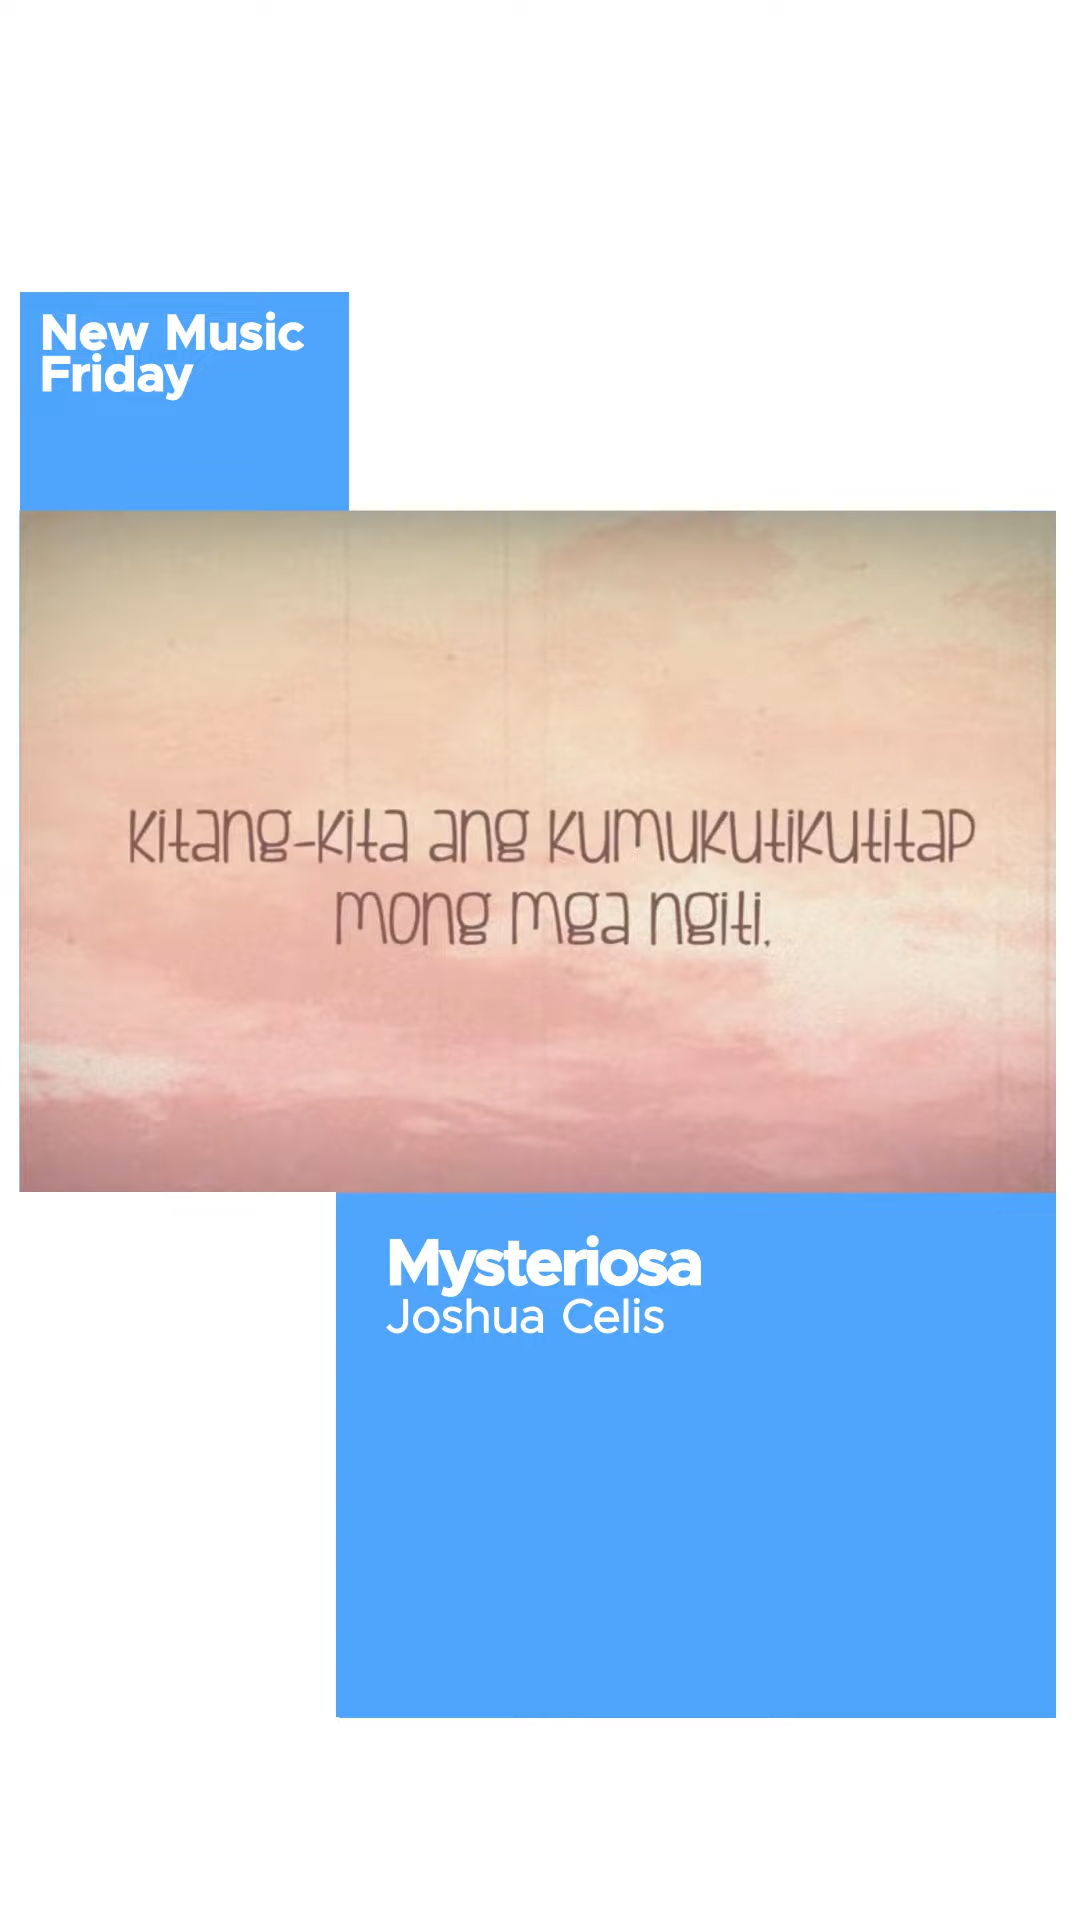 New Music
Friday
Kitang-kita ang kumukutikutitap
mong mga ngiti,
Mysteriosa
Joshua Celis